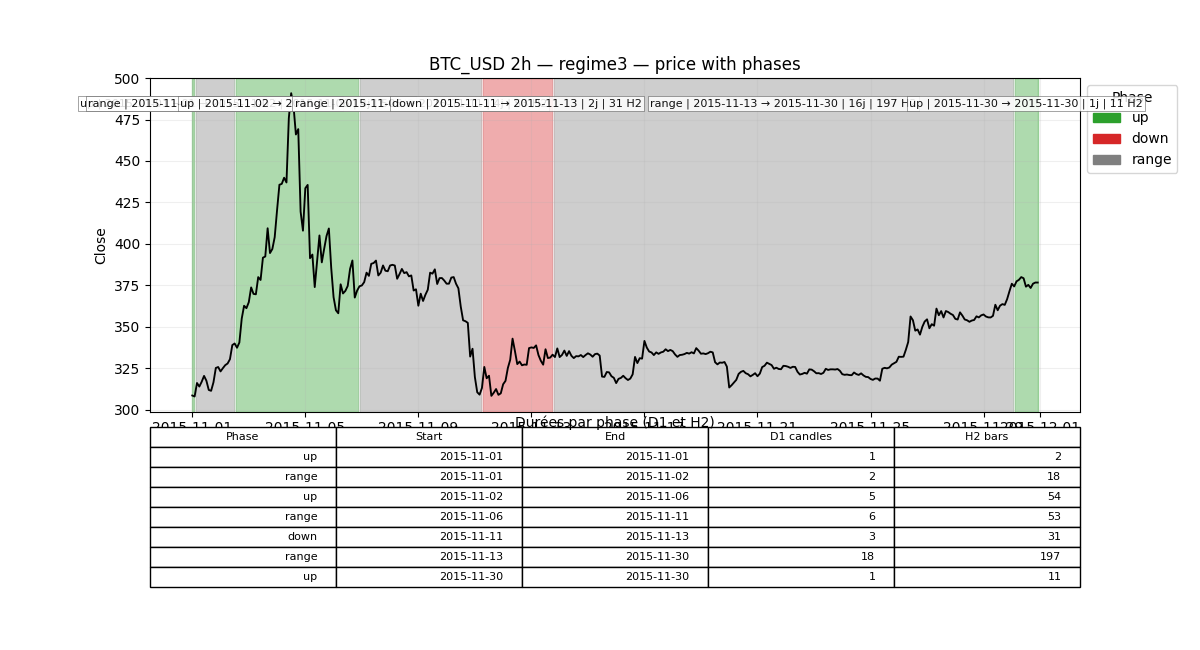 BTC_USD 2h — regime3 — price with phases
500
475
450
425
400
375
350
325
300
Close
range | 2015-11-
up | 2015-11-02 → 2
range | 2015-11-
down | 2015-11-11 → 2015-11-13 | 2j | 31 H2
range | 2015-11-13 → 2015-11-30 | 16j | 197 H
up | 2015-11-30 → 2015-11-30 | 1j | 11 H2
Phase
up
down
range
2015-11-01 2015-11-05 2015-11-09 2015-11-21 2015-11-25 2015-12-01
Durées par phase (D1 et H2)
Phase Start End D1 candles H2 bars
up 2015-11-01 2015-11-01 1 2
range 2015-11-01 2015-11-02 2 18
up 2015-11-02 2015-11-06 5 54
range 2015-11-06 2015-11-11 6 53
down 2015-11-11 2015-11-13 3 31
range 2015-11-13 2015-11-30 18 197
up 2015-11-30 2015-11-30 1 11